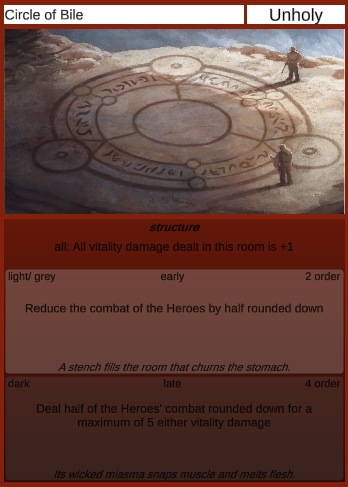 Circle of Bile
Unholy
structure
all: All vitality damage dealt in this room is +1
light/ grey early 2 order
Reduce the combat of the Heroes by half rounded down
A stench fills the room that churns the stomach.
dark late 4 order
Deal half of the Heroes' combat rounded down for a
maximum of 5 either vitality damage
Its wicked miasma snaps muscle and melts flesh.